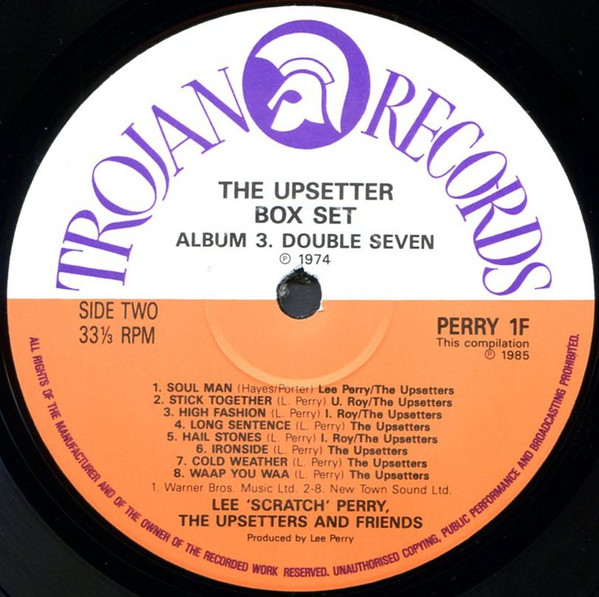 TROJAN RECORDS
THE UPSETTER
BOX SET
ALBUM 3. DOUBLE SEVEN
℗ 1974
SIDE TWO
33⅓ RPM
PERRY 1F
This compilation
℗ 1985
1. SOUL MAN (Hayes/Porter) Lee Perry/The Upsetters
2. STICK TOGETHER (L. Perry) U. Roy/The Upsetters
3. HIGH FASHION (L. Perry) I. Roy/The Upsetters
4. LONG SENTENCE (L. Perry) The Upsetters
5. HAIL STONES (L. Perry) I. Roy/The Upsetters
6. IRONSIDE (L. Perry) The Upsetters
7. COLD WEATHER (L. Perry) The Upsetters
8. WAAP YOU WAA (L. Perry) The Upsetters
1. Warner Bros. Music Ltd. 2-8. New Town Sound Ltd.
LEE 'SCRATCH' PERRY,
THE UPSETTERS AND FRIENDS
Produced by Lee Perry
ALL RIGHTS OF THE MANUFACTURER AND OF THE OWNER OF THE RECORDED WORK RESERVED. UNAUTHORISED COPYING, PUBLIC PERFORMANCE AND BROADCASTING PROHIBITED.